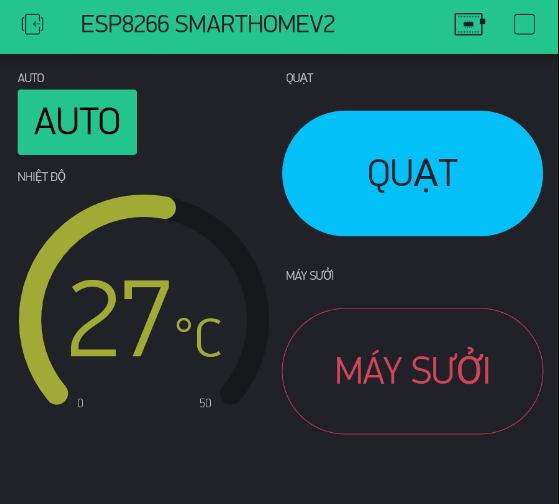 ESP8266 SMARTHOMEV2
AUTO
AUTO
NHIỆT ĐỘ
27 °C
0
50
QUẠT
QUẠT
MÁY SƯỞI
MÁY SƯỞI